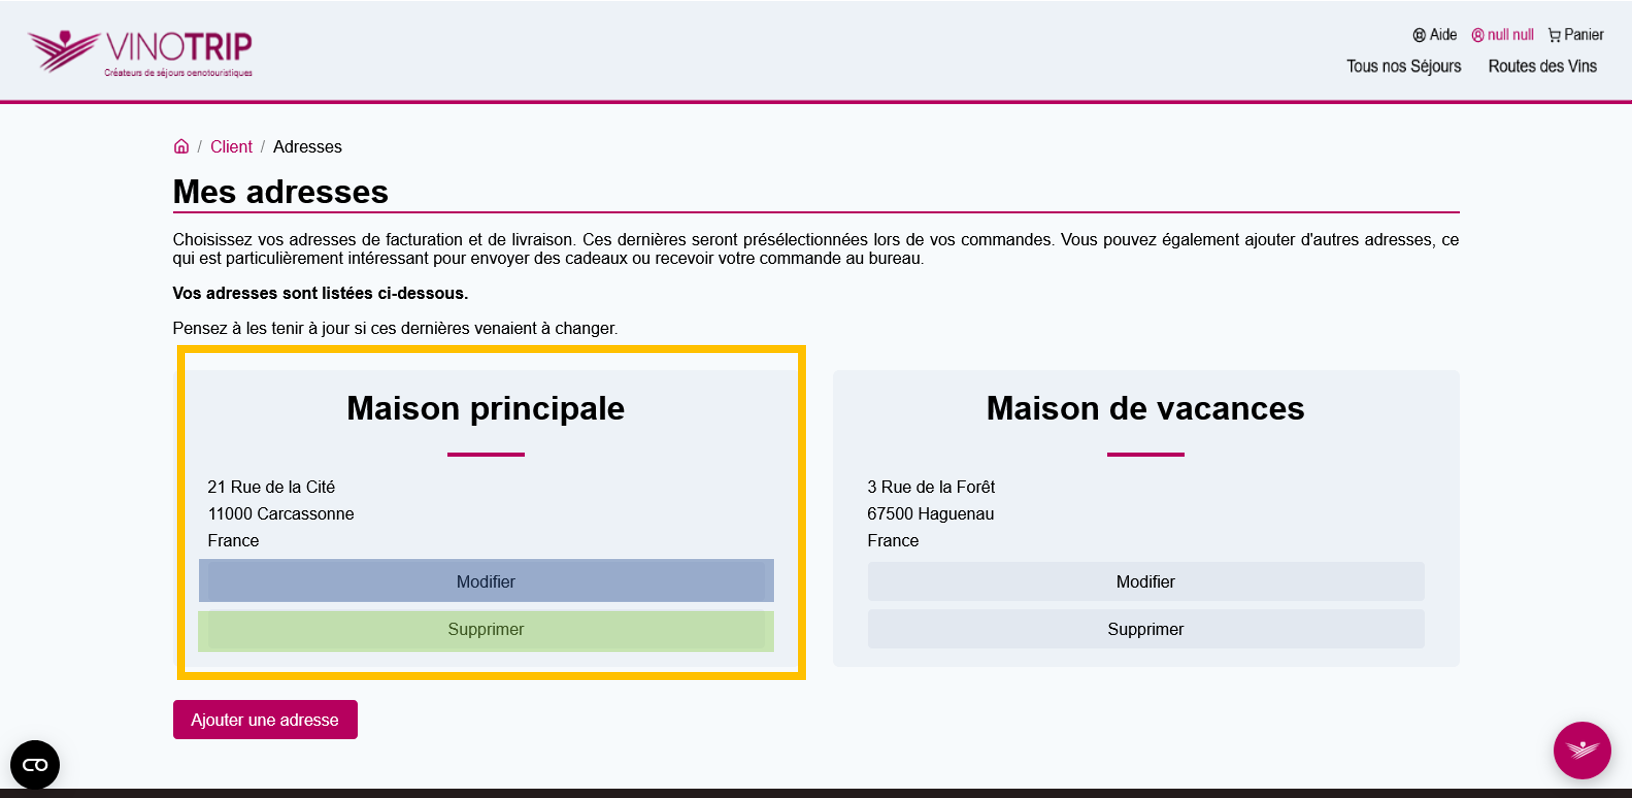 VINOTRIP
Créateurs de séjours oenotouristiques
Aide null null Panier
Tous nos Séjours Routes des Vins
/ Client / Adresses
Mes adresses
Choisissez vos adresses de facturation et de livraison. Ces dernières seront présélectionnées lors de vos commandes. Vous pouvez également ajouter d'autres adresses, ce
qui est particulièrement intéressant pour envoyer des cadeaux ou recevoir votre commande au bureau.
Vos adresses sont listées ci-dessous.
Pensez à les tenir à jour si ces dernières venaient à changer.
Maison principale
21 Rue de la Cité
11000 Carcassonne
France
Modifier
Supprimer
Maison de vacances
3 Rue de la Forêt
67500 Haguenau
France
Modifier
Supprimer
Ajouter une adresse